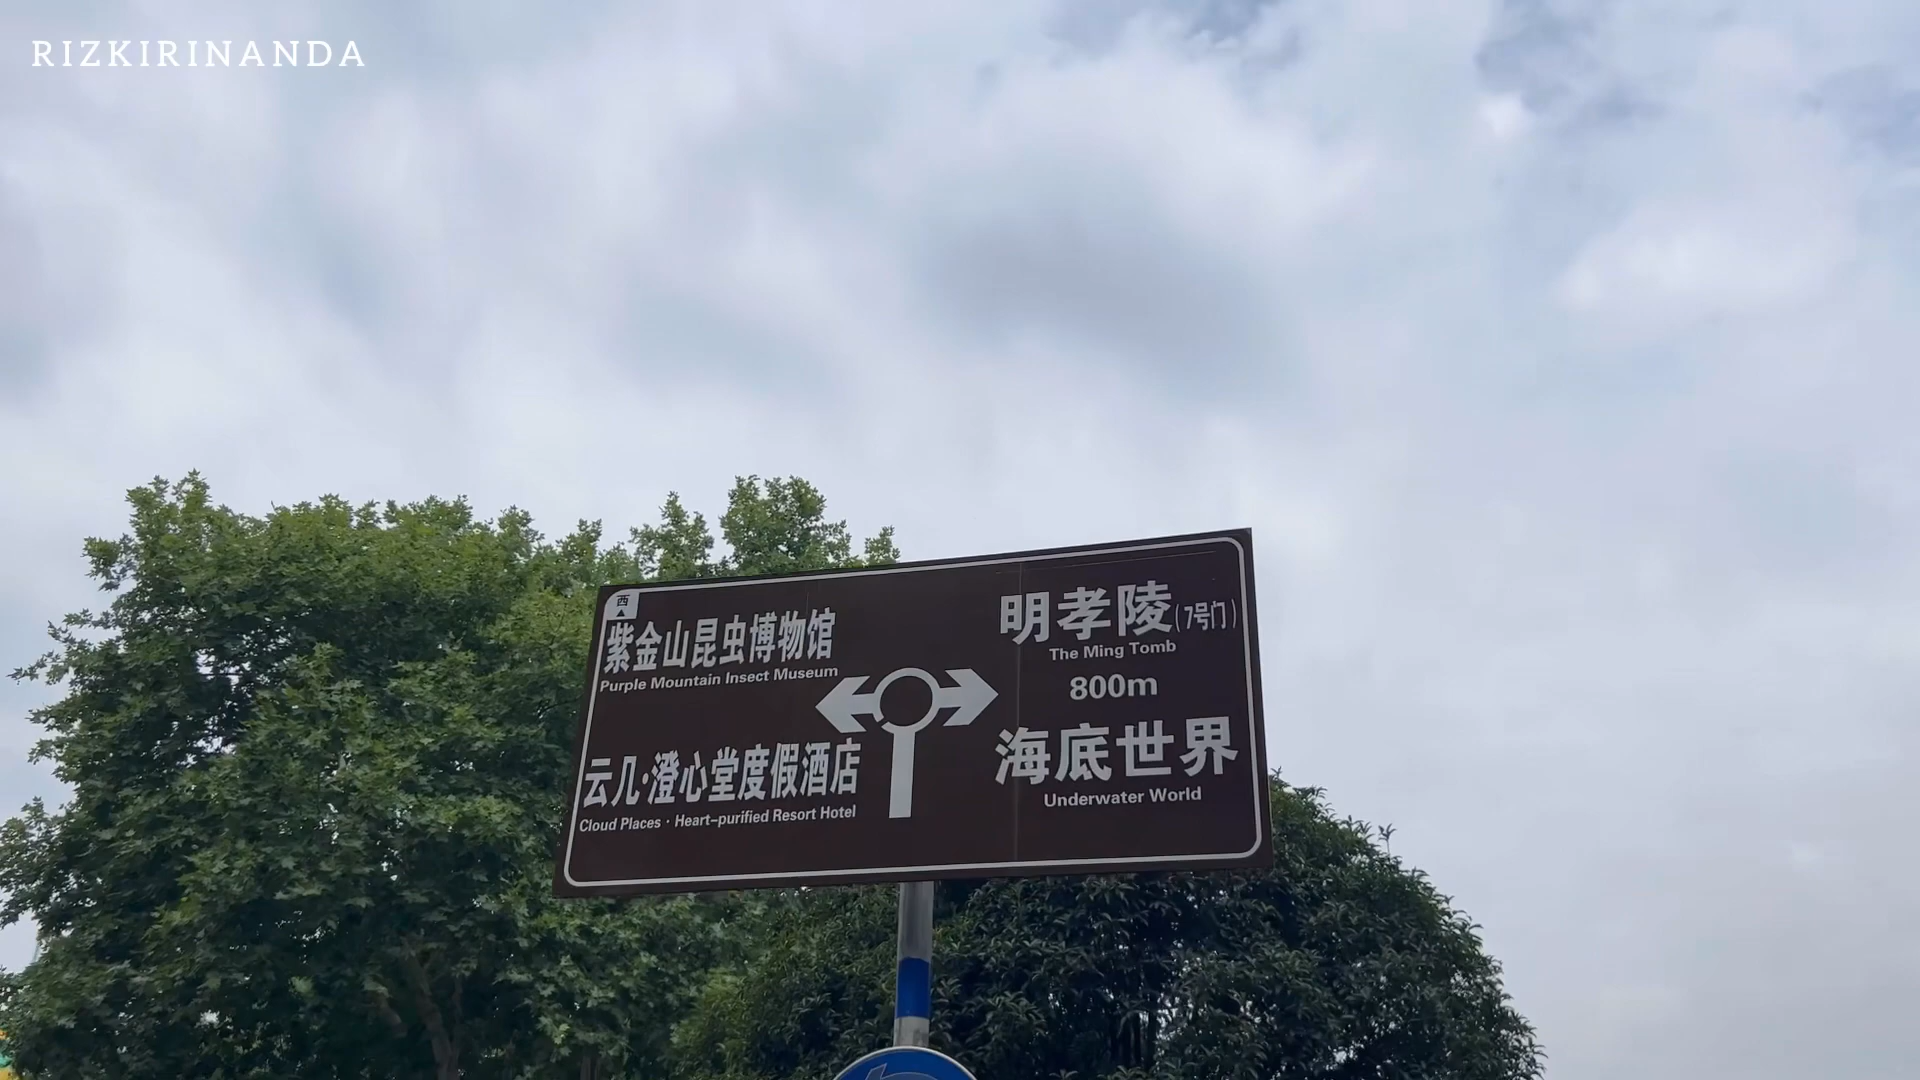 RIZKIRINANDA
西
紫金山昆虫博物馆
Purple Mountain Insect Museum
云几·澄心堂度假酒店
Cloud Places · Heart-purified Resort Hotel
明孝陵(7号门)
The Ming Tomb
800m
海底世界
Underwater World